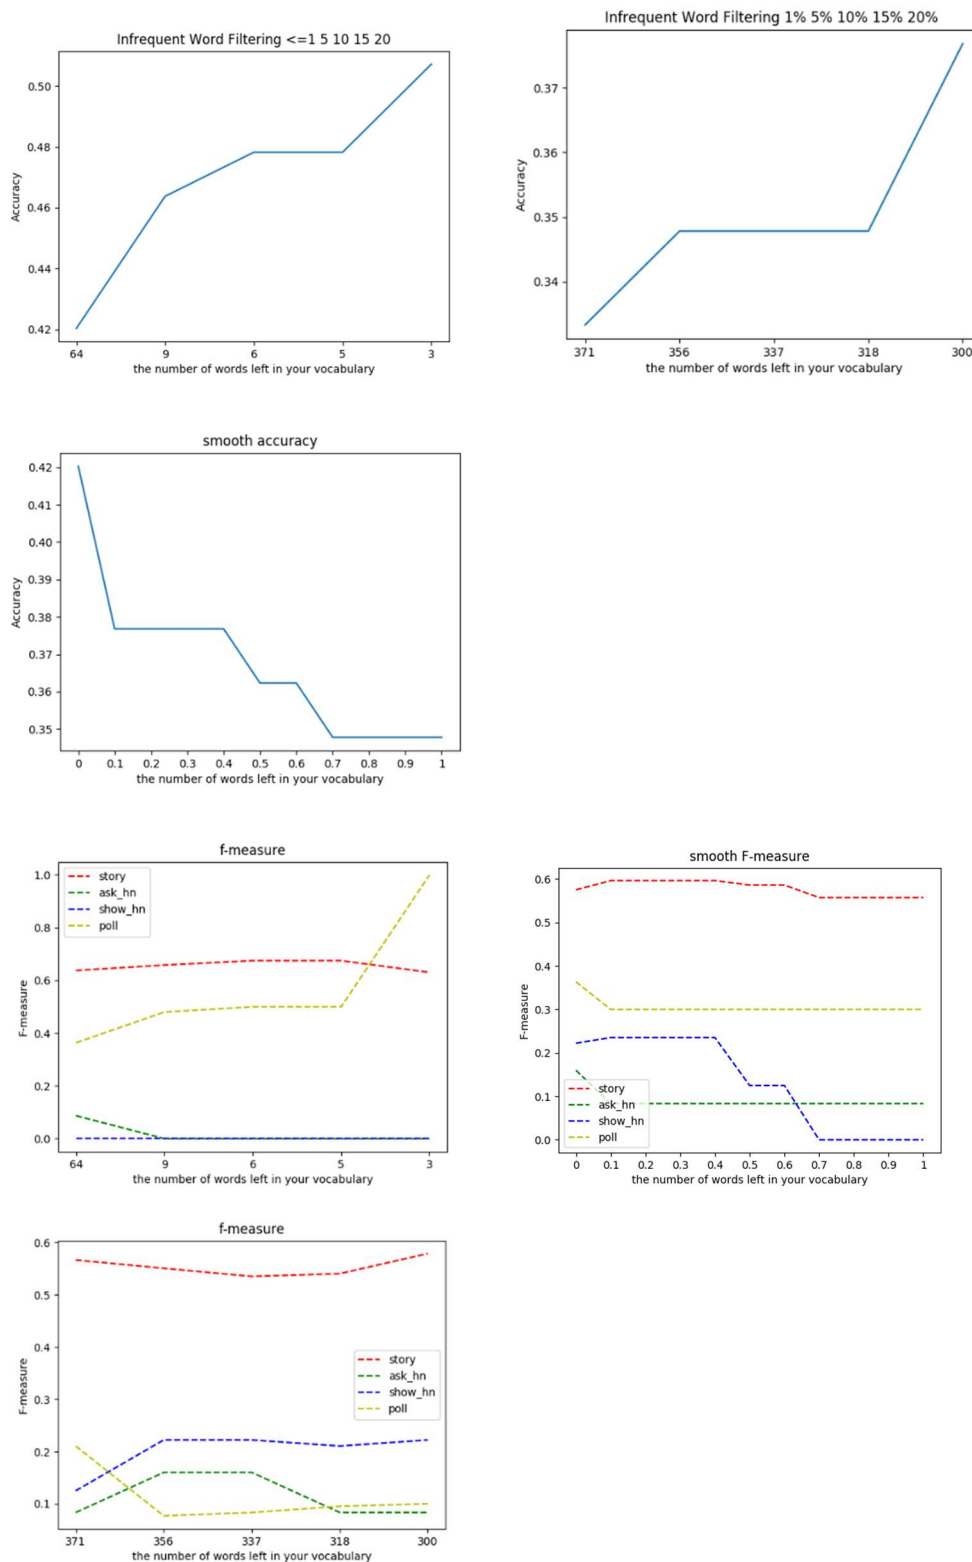 Infrequent Word Filtering <=1 5 10 15 20
0.50
0.48
0.46
0.44
0.42
Accuracy
64 9 6 5 3
the number of words left in your vocabulary
Infrequent Word Filtering 1% 5% 10% 15% 20%
0.37
0.36
0.35
0.34
Accuracy
371 356 337 318 300
the number of words left in your vocabulary
smooth accuracy
0.42
0.41
0.40
0.39
0.38
0.37
0.36
0.35
Accuracy
0 0.1 0.2 0.3 0.4 0.5 0.6 0.7 0.8 0.9 1
the number of words left in your vocabulary
f-measure
story
ask_hn
show_hn
poll
1.0
0.8
0.6
0.4
0.2
0.0
F-measure
64 9 6 5 3
the number of words left in your vocabulary
smooth F-measure
0.6
0.5
0.4
0.3
0.2
0.1
0.0
F-measure
story
ask_hn
show_hn
poll
0 0.1 0.2 0.3 0.4 0.5 0.6 0.7 0.8 0.9 1
the number of words left in your vocabulary
f-measure
0.6
0.5
0.4
0.3
0.2
0.1
F-measure
story
ask_hn
show_hn
poll
371 356 337 318 300
the number of words left in your vocabulary